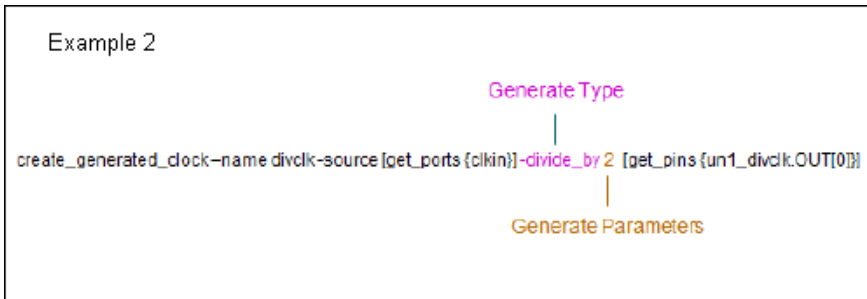 Example 2
Generate Type
create_generated_clock–name divclk-source [get_ports {clkin}]-divide_by 2 [get_pins {un1_divclk.OUT[0]}]
Generate Parameters